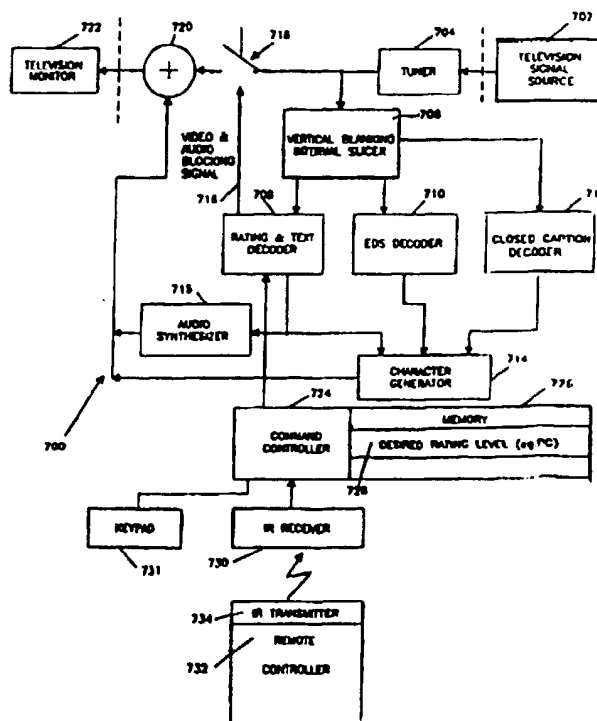 722
720
718
704
702
TELEVISION
MONITOR
+
TUNER
TELEVISION
SIGNAL
SOURCE
706
VERTICAL BLANKING
INTERVAL SLICER
VIDEO &
AUDIO
BLOCKING
SIGNAL
716
708
710
RATING & TEXT
DECODER
EDS DECODER
CLOSED CAPTION
DECODER
715
AUDIO
SYNTHESIZER
CHARACTER
GENERATOR
714
724
726
700
COMMAND
CONTROLLER
MEMORY
DESIRED RATING LEVEL (eg PG)
728
KEYPAD
IR RECEIVER
731
730
734
IR TRANSMITTER
732
REMOTE
CONTROLLER